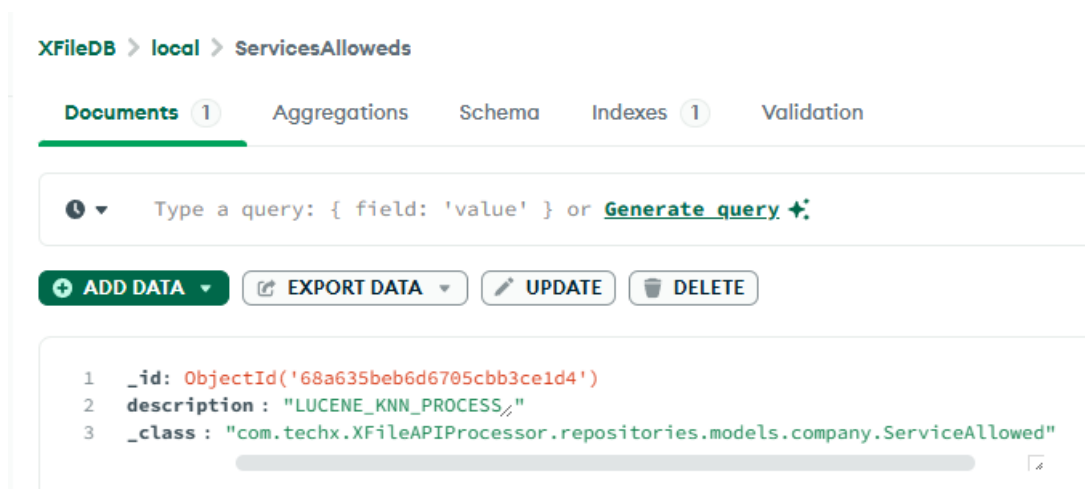 XFileDB > local > ServicesAlloweds
Documents 1 Aggregations Schema Indexes 1 Validation
Type a query: { field: 'value' } or Generate query
ADD DATA EXPORT DATA UPDATE DELETE
1 _id: ObjectId('68a635beb6d6705cbb3ce1d4')
2 description : "LUCENE_KNN_PROCESS"
3 _class : "com.techx.XFileAPIProcessor.repositories.models.company.ServiceAllowed"